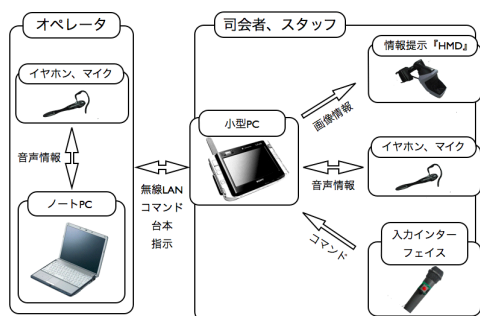 オペレータ
イヤホン、マイク
音声情報
ノートPC
無線LAN
コマンド
台本
指示
司会者、スタッフ
小型PC
画像情報
音声情報
コマンド
情報提示『HMD』
イヤホン、マイク
入力インター
フェイス